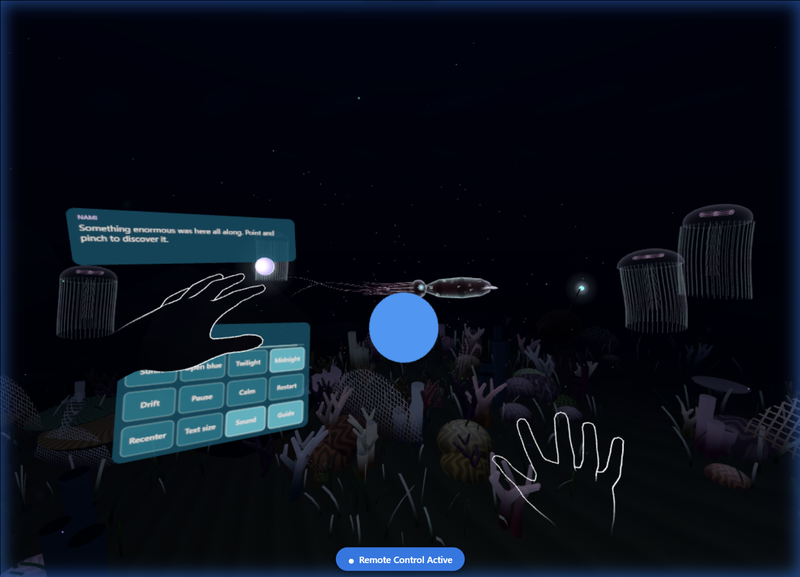 NAMI
Something enormous was here all along. Point and
pinch to discover it.
Twilight
Midnight
Drift
Pause
Calm
Restart
Recenter
Text size
Sound
Guide
Remote Control Active